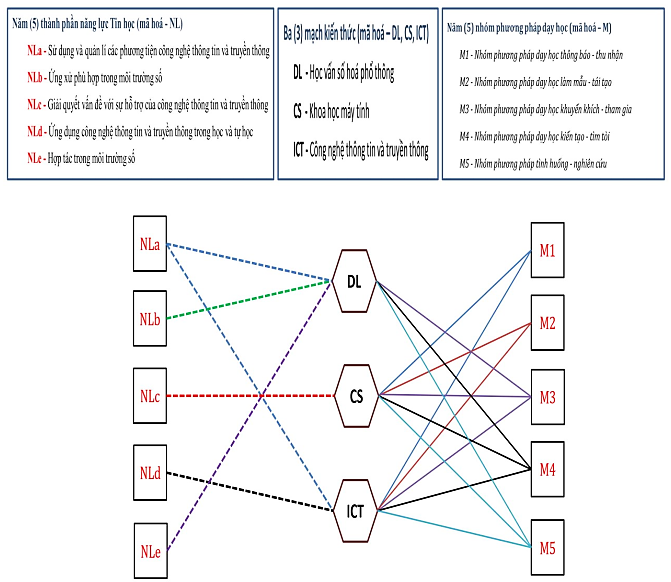 Năm (5) thành phần năng lực Tin học (mã hoá - NL)
NLa - Sử dụng và quản lí các phương tiện công nghệ thông tin và truyền thông
NLb - Ứng xử phù hợp trong môi trường số
NLc - Giải quyết vấn đề với sự hỗ trợ của công nghệ thông tin và truyền thông
NLd - Ứng dụng công nghệ thông tin và truyền thông trong học và tự học
NLe - Hợp tác trong môi trường số
Ba (3) mạch kiến thức (mã hoá – DL, CS, ICT)
DL - Học vấn số hoá phổ thông
CS - Khoa học máy tính
ICT - Công nghệ thông tin và truyền thông
Năm (5) nhóm phương pháp dạy học (mã hoá – M)
M1 - Nhóm phương pháp dạy học thông báo - thu nhận
M2 - Nhóm phương pháp dạy học làm mẫu - tái tạo
M3 - Nhóm phương pháp dạy học khuyến khích - tham gia
M4 - Nhóm phương pháp dạy học kiến tạo - tìm tòi
M5 - Nhóm phương pháp tình huống - nghiên cứu
NLa
NLb
NLc
NLd
NLe
DL
CS
ICT
M1
M2
M3
M4
M5